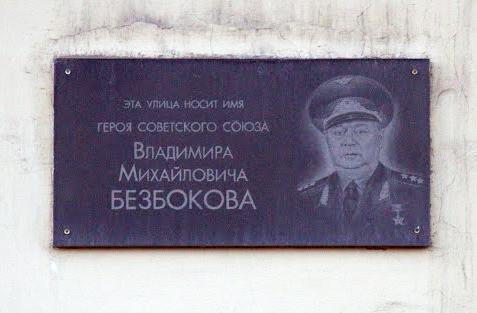 ЭТА УЛИЦА НОСИТ ИМЯ
ГЕРОЯ СОВЕТСКОГО СОЮЗА
ВЛАДИМИРА
МИХАЙЛОВИЧА
БЕЗБОКОВА